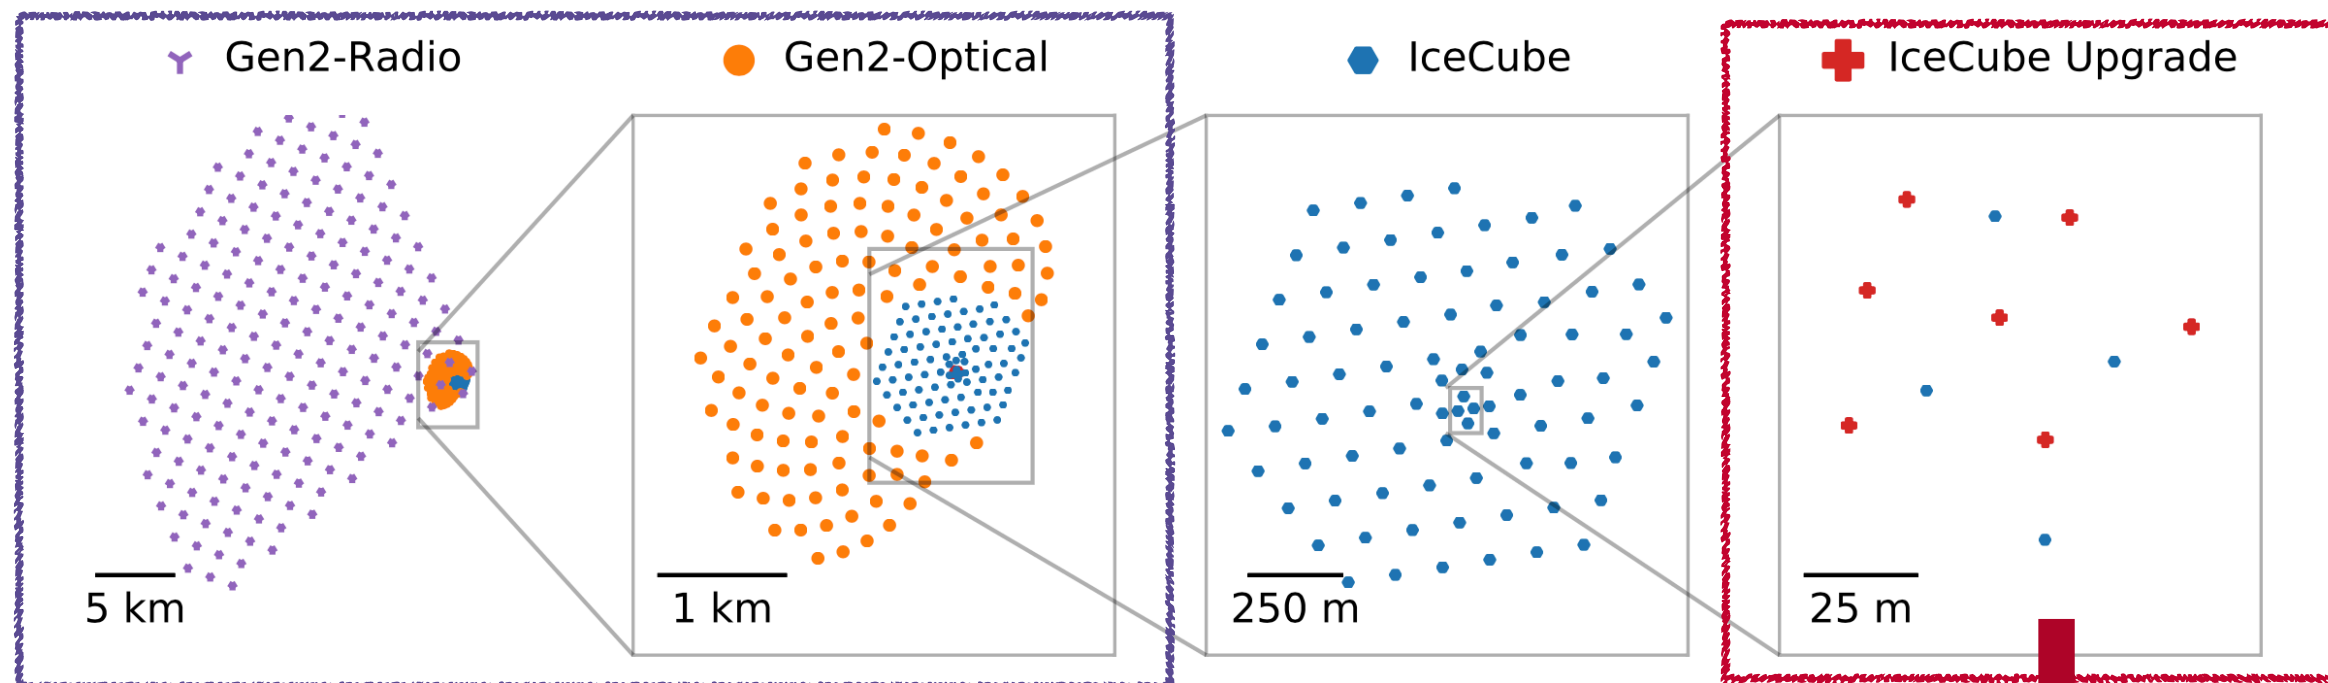 Gen2-Radio
Gen2-Optical
IceCube
IceCube Upgrade
5 km
1 km
250 m
25 m